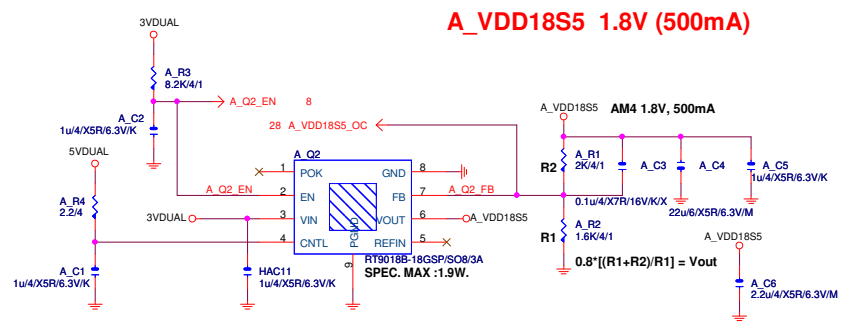 A_VDD18S5 1.8V (500mA)
3VDUAL
A_R3
8.2K/4/1
A_Q2_EN 8
A_C2
1u/4/X5R/6.3V/K
28 A_VDD18S5_OC
A_VDD18S5
AM4 1.8V, 500mA
5VDUAL
A_Q2
1 POK GND 8
A_Q2_EN 2 EN FB 7 A_Q2_FB
3VDUAL 3 VIN VOUT 6 A_VDD18S5
4 CNTL REFIN 5
PGND
9
A_R4
2.2/4
R2
A_R1
2K/4/1
A_C3
A_C4
A_C5
1u/4/X5R/6.3V/K
0.1u/4/X7R/16V/K/X
22u/6/X5R/6.3V/M
R1
A_R2
1.6K/4/1
A_VDD18S5
RT9018B-18GSP/SO8/3A
SPEC. MAX :1.9W.
0.8*[(R1+R2)/R1] = Vout
A_C1
1u/4/X5R/6.3V/K
HAC11
1u/4/X5R/6.3V/K
A_C6
2.2u/4/X5R/6.3V/M